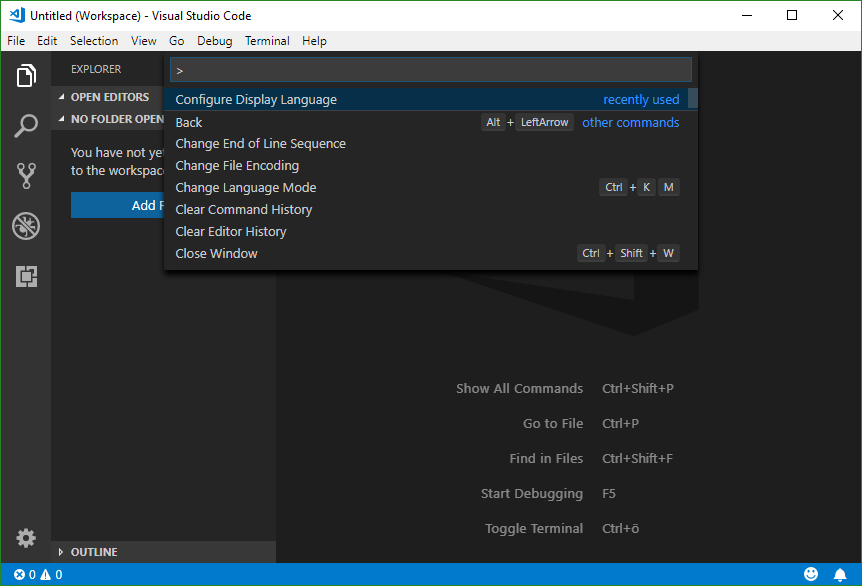 Untitled (Workspace) - Visual Studio Code
File Edit Selection View Go Debug Terminal Help
EXPLORER
OPEN EDITORS
NO FOLDER OPEN
You have not
to the
Add
OUTLINE
>
Configure Display Language recently used
Back Alt + LeftArrow other commands
Change End of Line Sequence
Change File Encoding
Change Language Mode Ctrl + K M
Clear Command History
Clear Editor History
Close Window Ctrl + Shift + W
Show All Commands Ctrl+Shift+P
Go to File Ctrl+P
Find in Files Ctrl+Shift+F
Start Debugging F5
Toggle Terminal Ctrl+ö
0 0